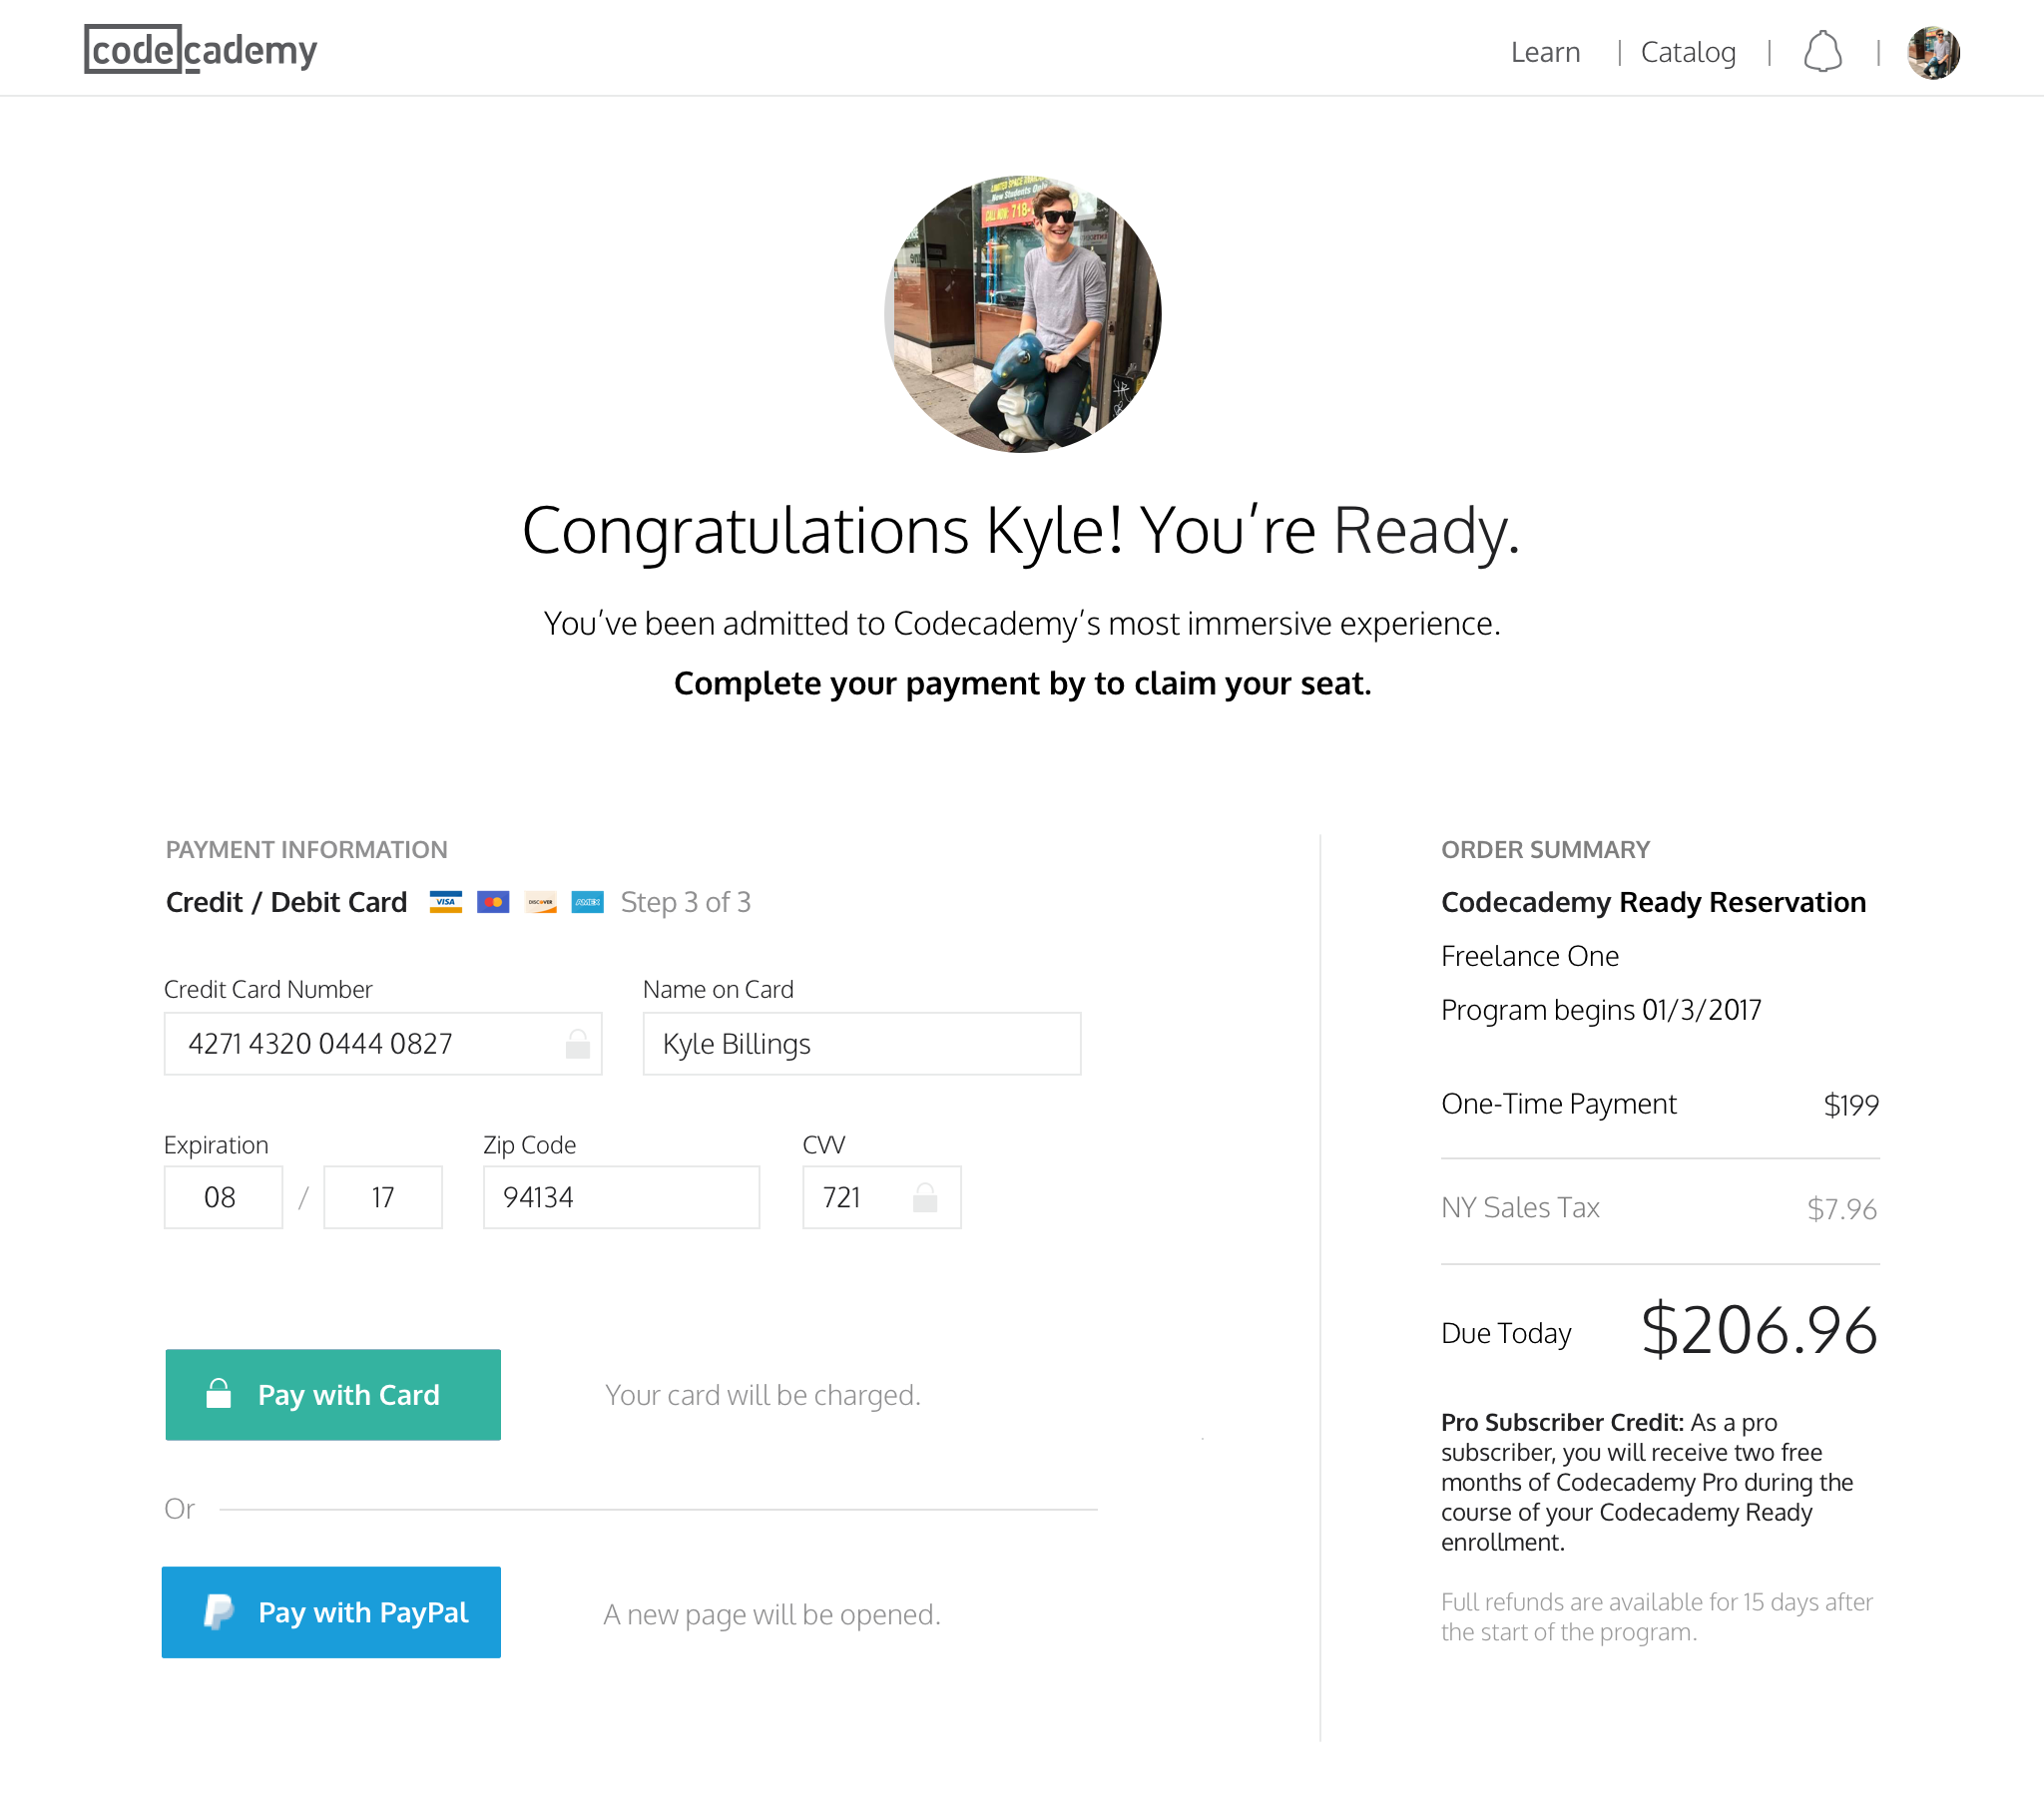 codecademy
Learn | Catalog | |
CALL NOW: 718-
Congratulations Kyle! You're Ready.
You've been admitted to Codecademy's most immersive experience.
Complete your payment by to claim your seat.
PAYMENT INFORMATION
Credit / Debit Card VISA DISCOVER AMEX Step 3 of 3
Credit Card Number Name on Card
4271 4320 0444 0827 Kyle Billings
Expiration Zip Code CVV
08 / 17 94134 721
Pay with Card Your card will be charged.
Or
Pay with PayPal A new page will be opened.
ORDER SUMMARY
Codecademy Ready Reservation
Freelance One
Program begins 01/3/2017
One-Time Payment $199
NY Sales Tax $7.96
Due Today $206.96
Pro Subscriber Credit: As a pro
subscriber, you will receive two free
months of Codecademy Pro during the
course of your Codecademy Ready
enrollment.
Full refunds are available for 15 days after
the start of the program.